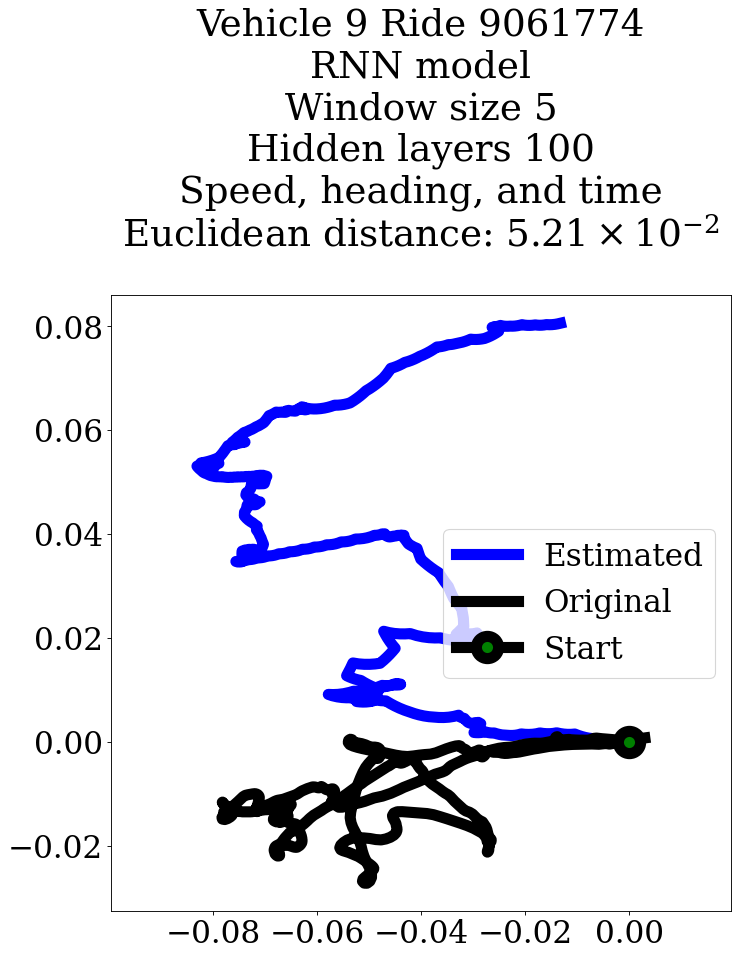 Vehicle 9 Ride 9061774
RNN model
Window size 5
Hidden layers 100
Speed, heading, and time
Euclidean distance: 5.21 × 10⁻²
0.08
0.06
0.04
0.02
0.00
−0.02
Estimated
Original
Start
−0.08 −0.06 −0.04 −0.02 0.00